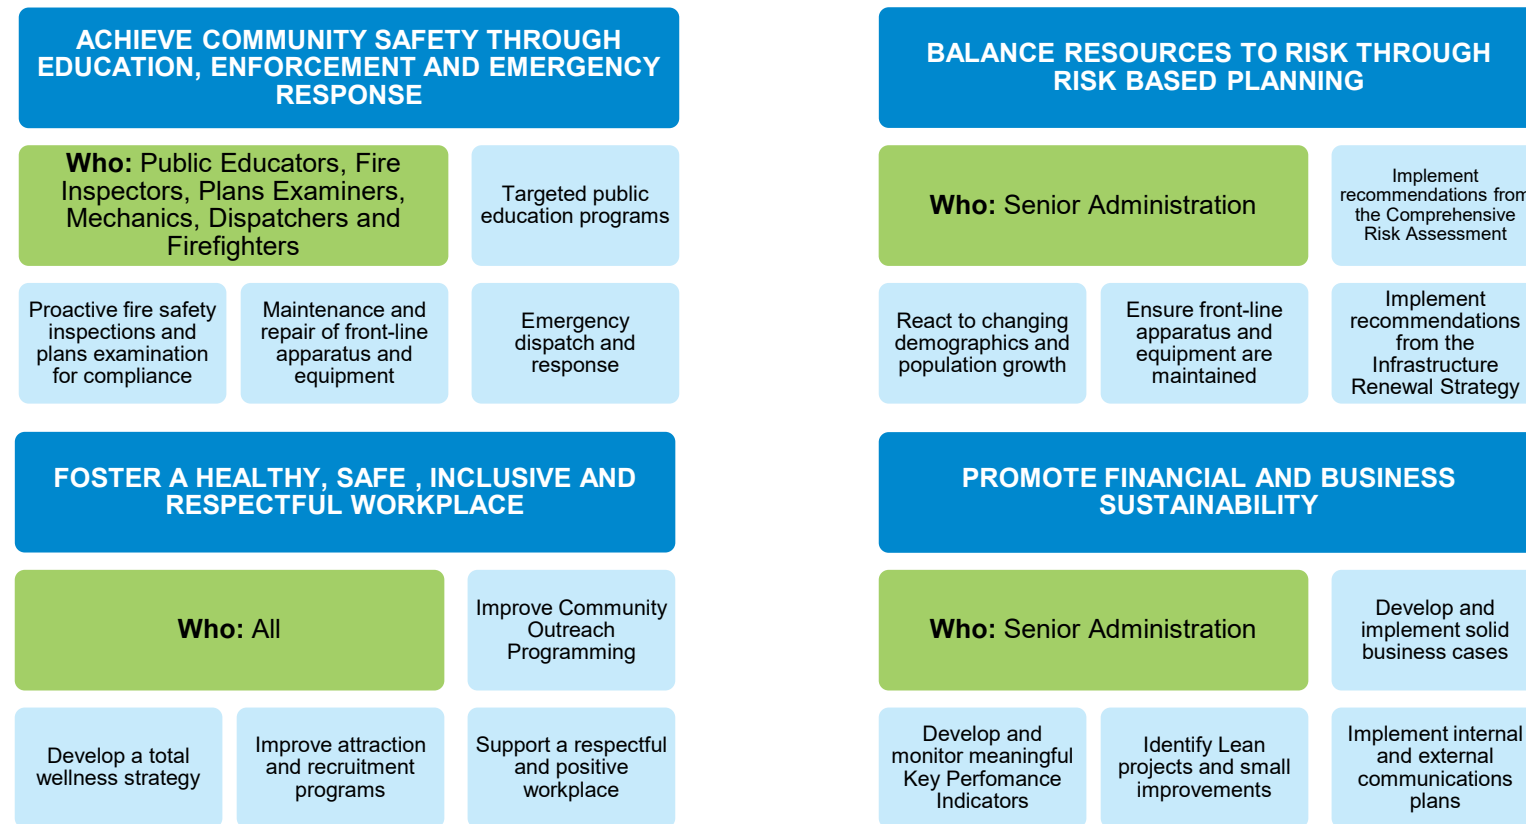 ACHIEVE COMMUNITY SAFETY THROUGH
EDUCATION, ENFORCEMENT AND EMERGENCY
RESPONSE
Who: Public Educators, Fire
Inspectors, Plans Examiners,
Mechanics, Dispatchers and
Firefighters
Targeted public
education programs
Proactive fire safety
inspections and
plans examination
for compliance
Maintenance and
repair of front-line
apparatus and
equipment
Emergency
dispatch and
response
BALANCE RESOURCES TO RISK THROUGH
RISK BASED PLANNING
Who: Senior Administration
Implement
recommendations from
the Comprehensive
Risk Assessment
React to changing
demographics and
population growth
Ensure front-line
apparatus and
equipment are
maintained
Implement
recommendations
from the
Infrastructure
Renewal Strategy
FOSTER A HEALTHY, SAFE , INCLUSIVE AND
RESPECTFUL WORKPLACE
Who: All
Improve Community
Outreach
Programming
Develop a total
wellness strategy
Improve attraction
and recruitment
programs
Support a respectful
and positive
workplace
PROMOTE FINANCIAL AND BUSINESS
SUSTAINABILITY
Who: Senior Administration
Develop and
implement solid
business cases
Develop and
monitor meaningful
Key Perfomance
Indicators
Identify Lean
projects and small
improvements
Implement internal
and external
communications
plans